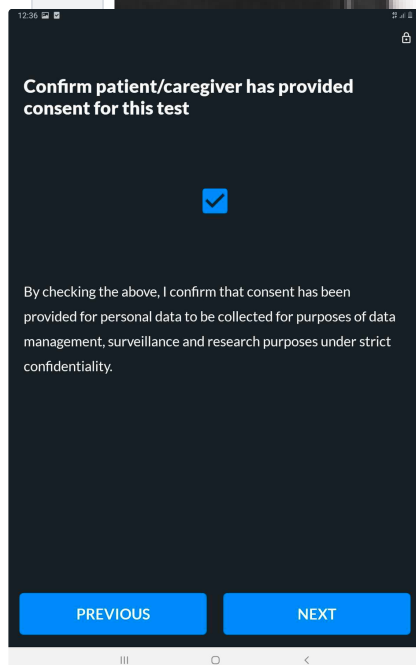 12:36
Confirm patient/caregiver has provided
consent for this test
By checking the above, I confirm that consent has been
provided for personal data to be collected for purposes of data
management, surveillance and research purposes under strict
confidentiality.
PREVIOUS NEXT